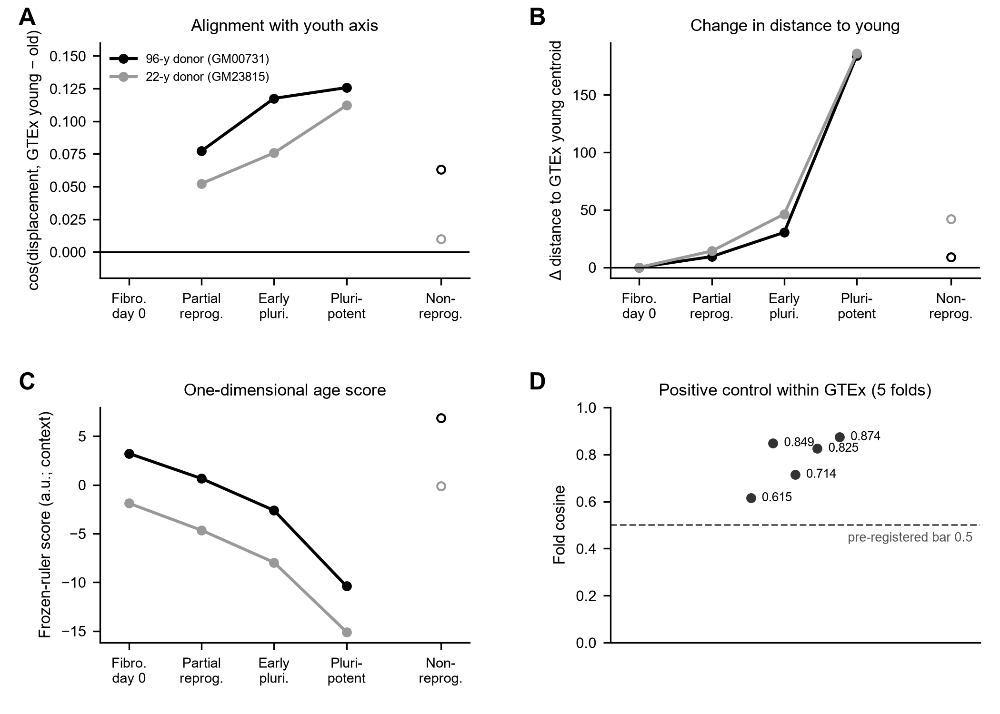 A
Alignment with youth axis
cos(displacement, GTEx young − old)
0.150
0.125
0.100
0.075
0.050
0.025
0.000
96-y donor (GM00731)
22-y donor (GM23815)
Fibro.
day 0
Partial
reprog.
Early
pluri.
Pluri-
potent
Non-
reprog.
B
Change in distance to young
Δ distance to GTEx young centroid
150
100
50
0
Fibro.
day 0
Partial
reprog.
Early
pluri.
Pluri-
potent
Non-
reprog.
C
One-dimensional age score
Frozen-ruler score (a.u.; context)
5
0
−5
−10
−15
Fibro.
day 0
Partial
reprog.
Early
pluri.
Pluri-
potent
Non-
reprog.
D
Positive control within GTEx (5 folds)
Fold cosine
1.0
0.8
0.6
0.4
0.2
0.0
0.615
0.849
0.714
0.825
0.874
pre-registered bar 0.5